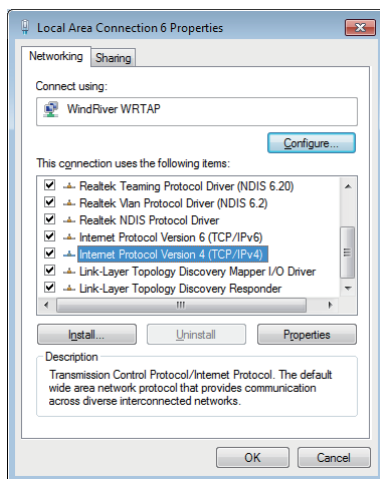 Local Area Connection 6 Properties
Networking
Sharing
Connect using:
WindRiver WRTAP
Configure...
This connection uses the following items:
Realtek Teaming Protocol Driver (NDIS 6.20)
Realtek Vlan Protocol Driver (NDIS 6.2)
Realtek NDIS Protocol Driver
Internet Protocol Version 6 (TCP/IPv6)
Internet Protocol Version 4 (TCP/IPv4)
Link-Layer Topology Discovery Mapper I/O Driver
Link-Layer Topology Discovery Responder
Install...
Uninstall
Properties
Description
Transmission Control Protocol/Internet Protocol. The default
wide area network protocol that provides communication
across diverse interconnected networks.
OK
Cancel